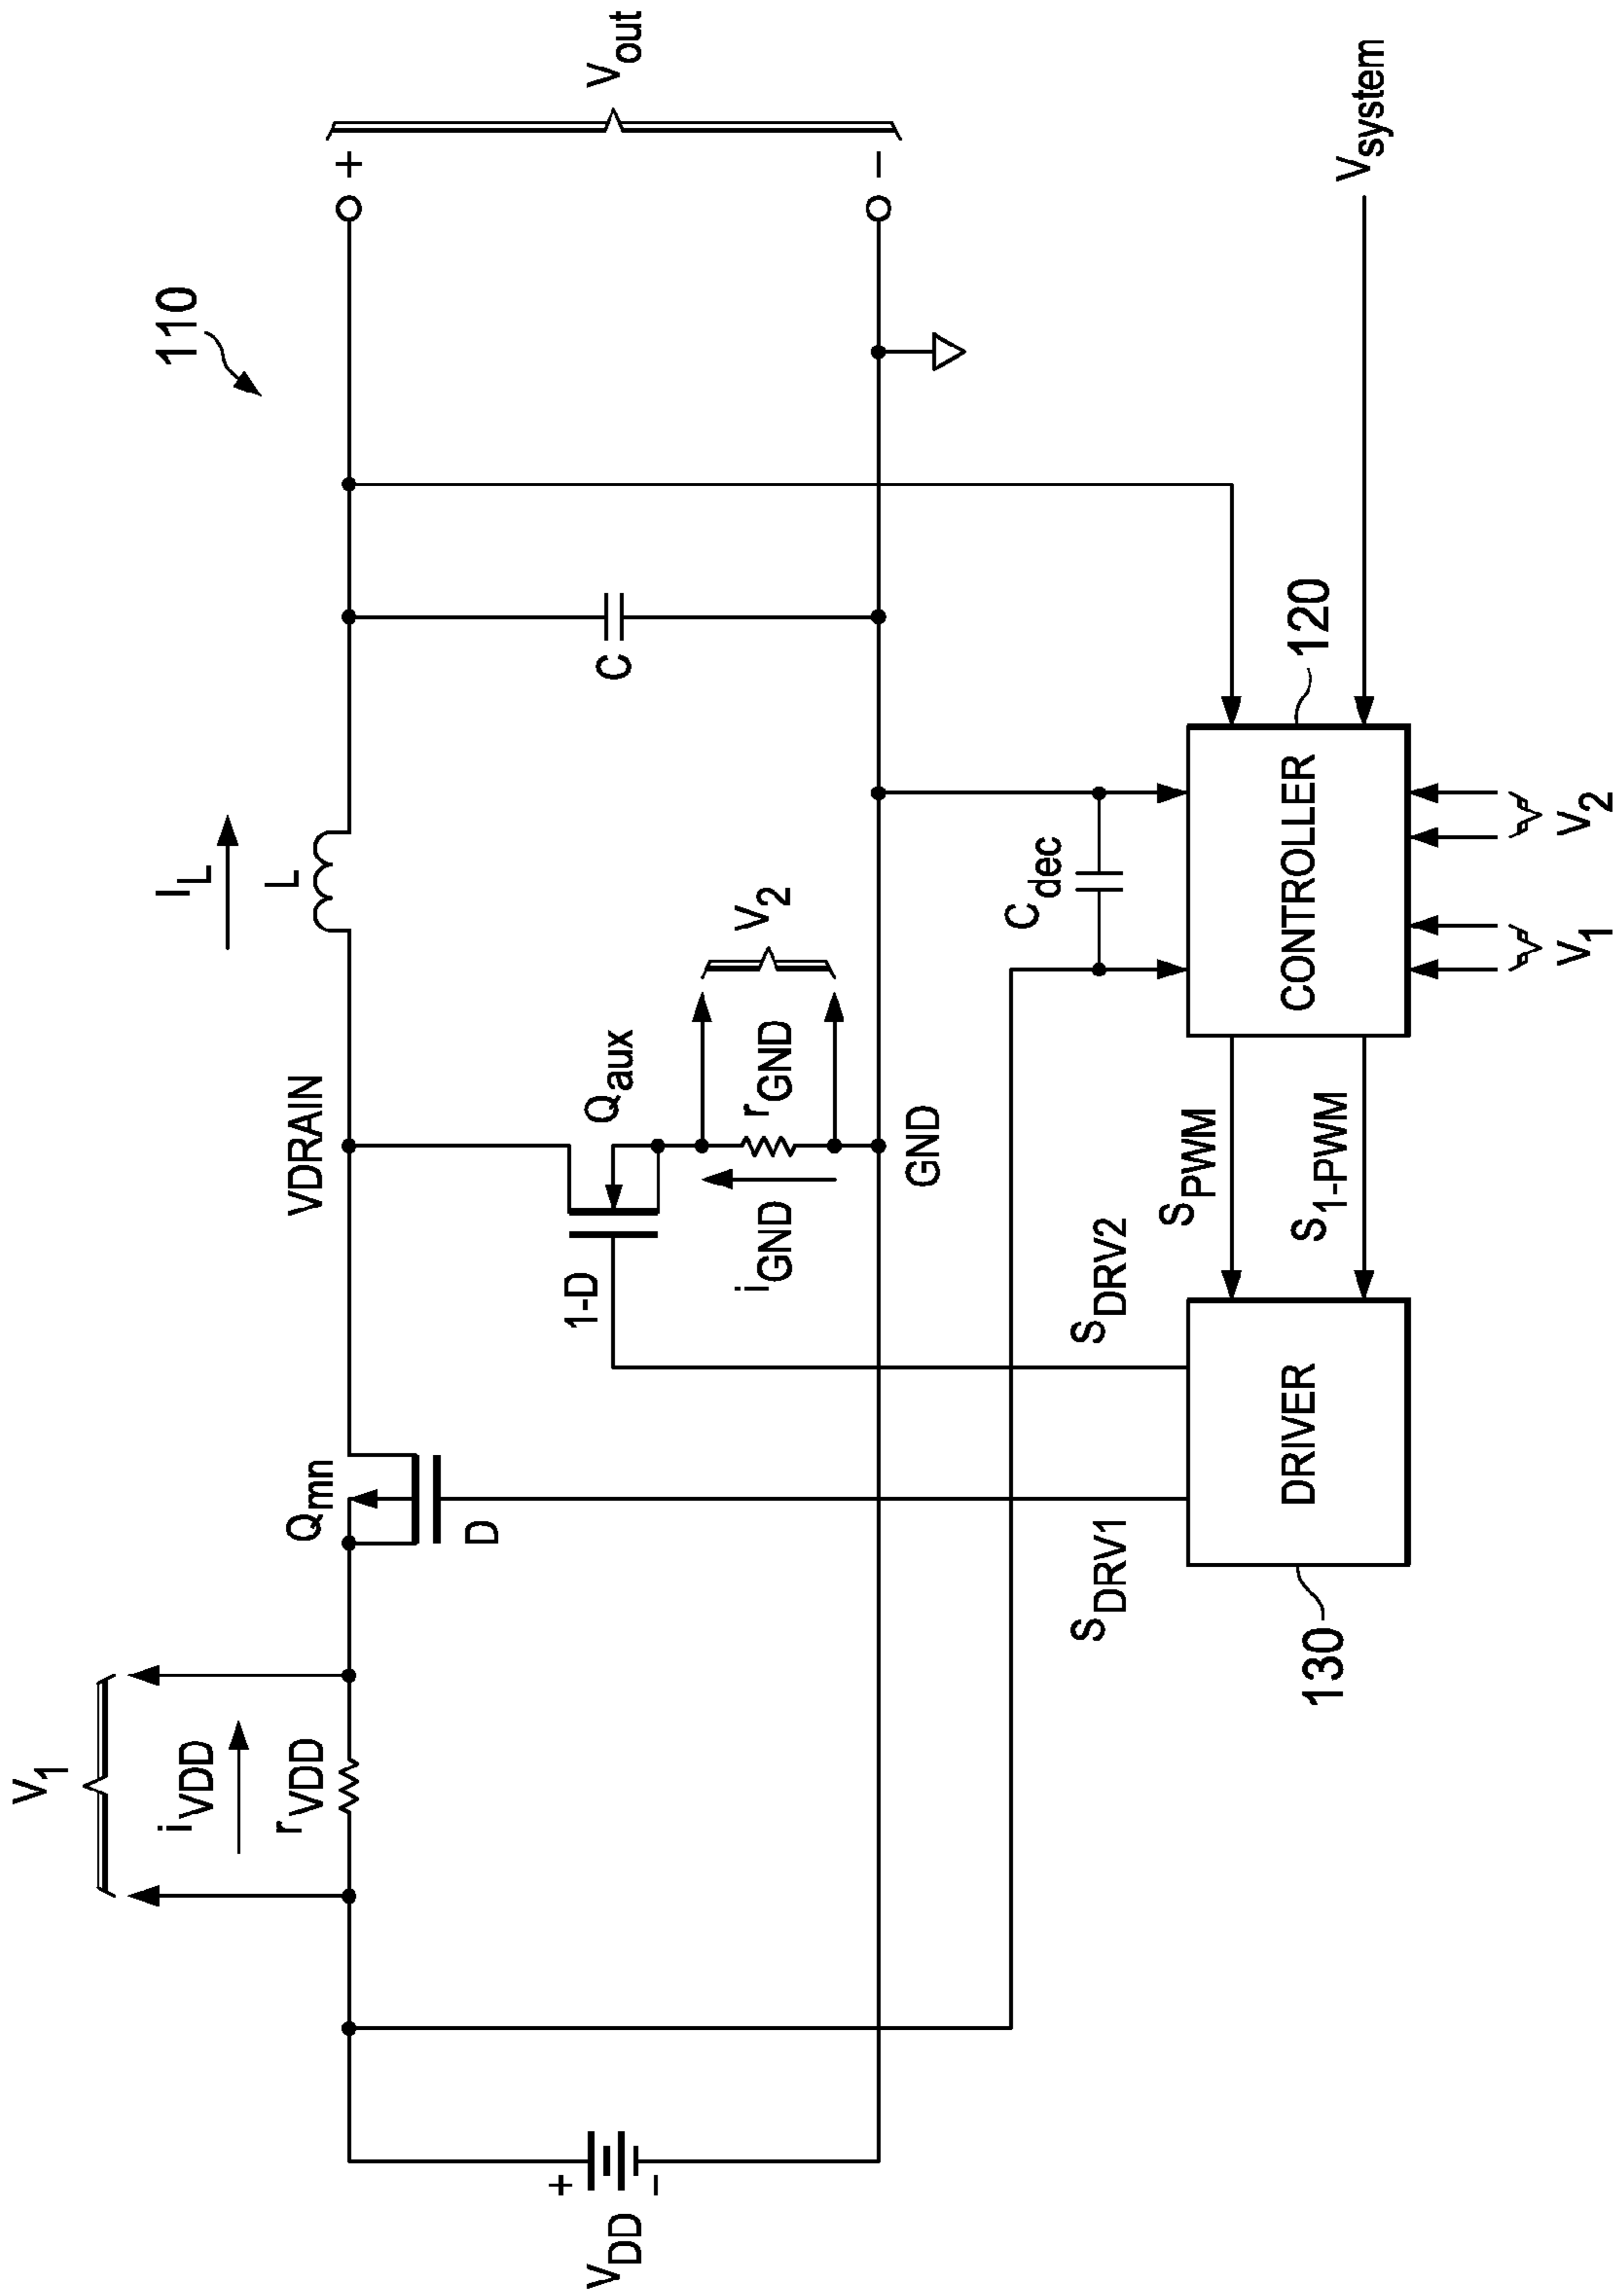 110
V1
iVDD
rVDD
Qmn
D
VDRAIN
IL
L
C
+
Vout
-
+
VDD
-
1-D
Qaux
iGND
rGND
V2
GND
Cdec
SDRV1
SDRV2
SPWM
S1-PWM
DRIVER
130
CONTROLLER
120
V1
V2
Vsystem